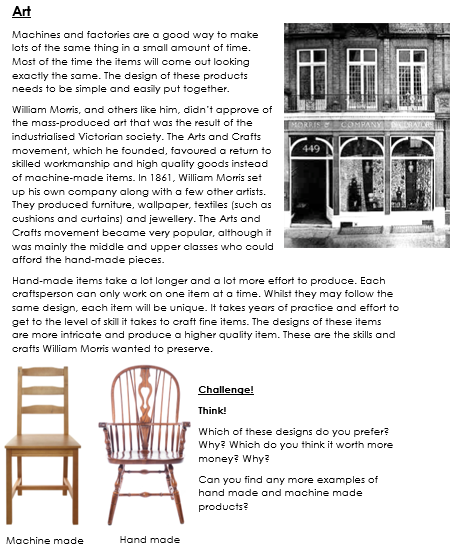 Art
Machines and factories are a good way to make
lots of the same thing in a small amount of time.
Most of the time the items will come out looking
exactly the same. The design of these products
needs to be simple and easily put together.
William Morris, and others like him, didn't approve of
the mass-produced art that was the result of the
industrialised Victorian society. The Arts and Crafts
movement, which he founded, favoured a return to
skilled workmanship and high quality goods instead
of machine-made items. In 1861, William Morris set
up his own company along with a few other artists.
They produced furniture, wallpaper, textiles (such as
cushions and curtains) and jewellery. The Arts and
Crafts movement became very popular, although it
was mainly the middle and upper classes who could
afford the hand-made pieces.
MORRIS & COMPANY DECORATORS
449
Hand-made items take a lot longer and a lot more effort to produce. Each
craftsperson can only work on one item at a time. Whilst they may follow the
same design, each item will be unique. It takes years of practice and effort to
get to the level of skill it takes to craft fine items. The designs of these items
are more intricate and produce a higher quality item. These are the skills and
crafts William Morris wanted to preserve.
Challenge!
Think!
Which of these designs do you prefer?
Why? Which do you think it worth more
money? Why?
Can you find any more examples of
hand made and machine made
products?
Machine made
Hand made